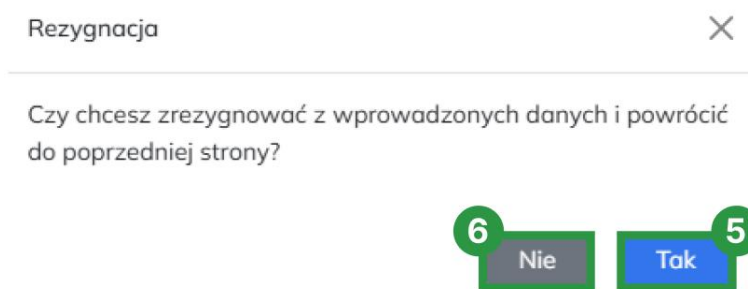 Rezygnacja
Czy chcesz zrezygnować z wprowadzonych danych i powrócić
do poprzedniej strony?
6 Nie Tak 5